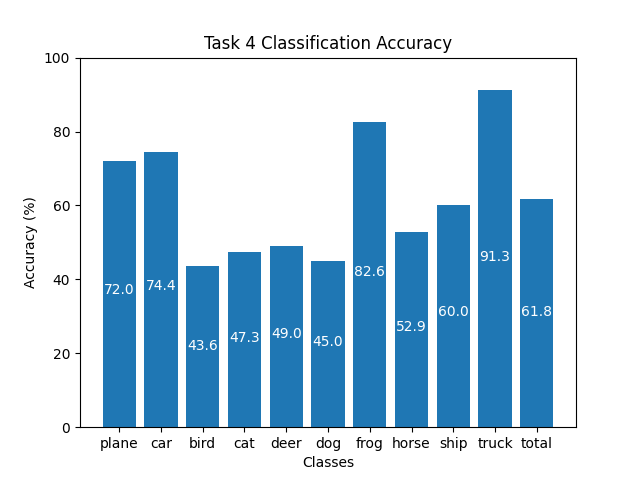 Task 4 Classification Accuracy
100
80
60
40
20
0
Accuracy (%)
72.0 74.4 43.6 47.3 49.0 45.0 82.6 52.9 60.0 91.3 61.8
plane car bird cat deer dog frog horse ship truck total
Classes